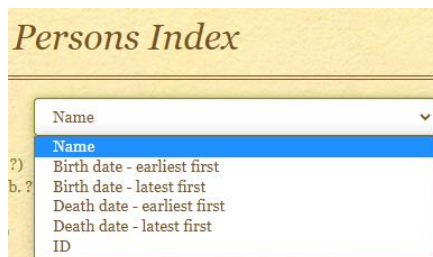 Persons Index
Name
Name
?)
Birth date - earliest first
b. ?
Birth date - latest first
Death date - earliest first
Death date - latest first
ID